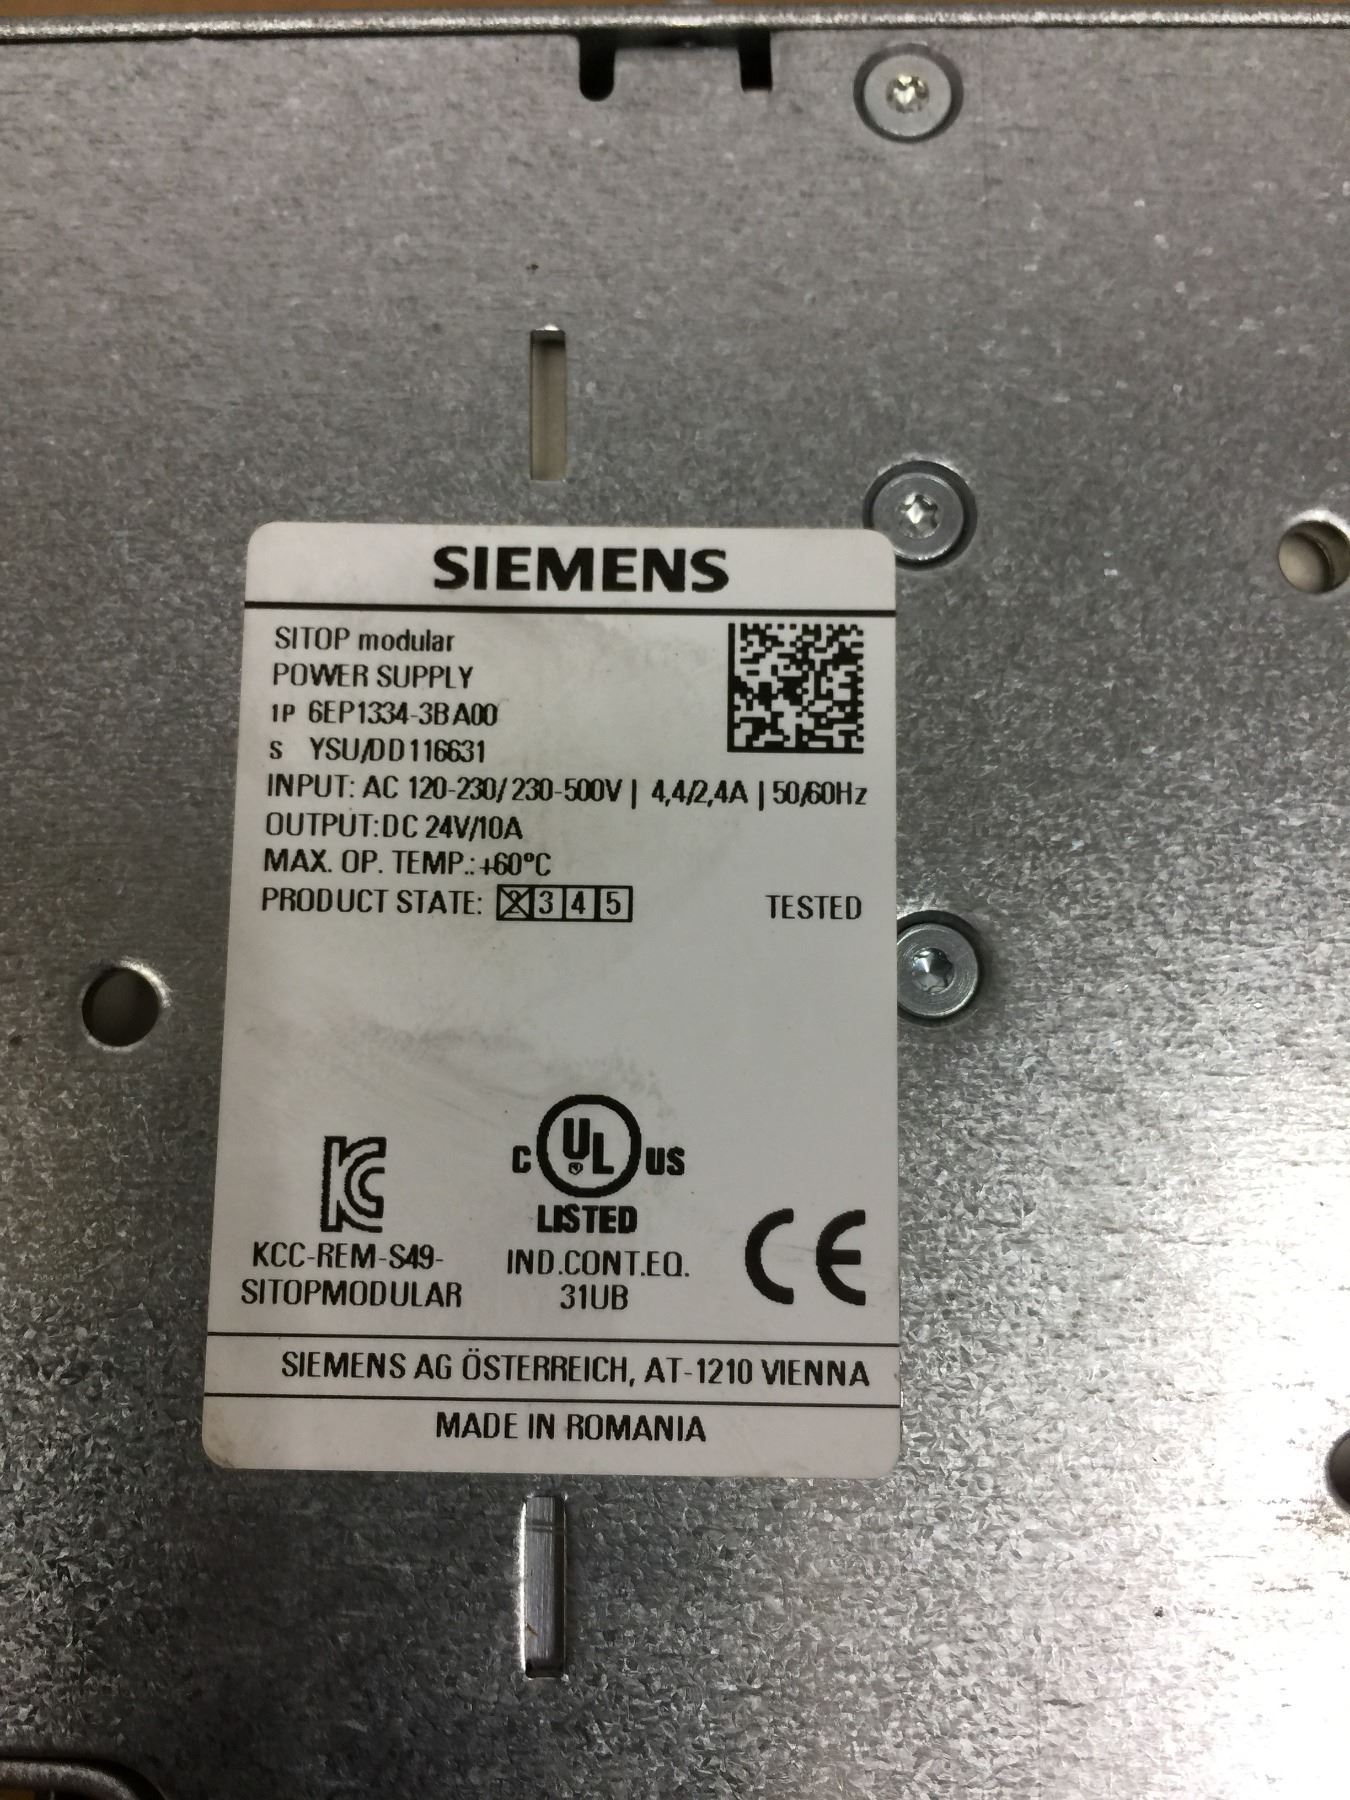 SIEMENS
SITOP modular
POWER SUPPLY
1P 6EP1334-3BA00
S YSU/DD116631
INPUT: AC 120-230/230-500V | 4,4/2,4A | 50/60Hz
OUTPUT:DC 24V/10A
MAX. OP. TEMP.: +60°C
PRODUCT STATE: 2 3 4 5 TESTED
C UL US
LISTED
KCC-REM-S49-
SITOPMODULAR
IND.CONT.EQ.
31UB
CE
SIEMENS AG ÖSTERREICH, AT-1210 VIENNA
MADE IN ROMANIA